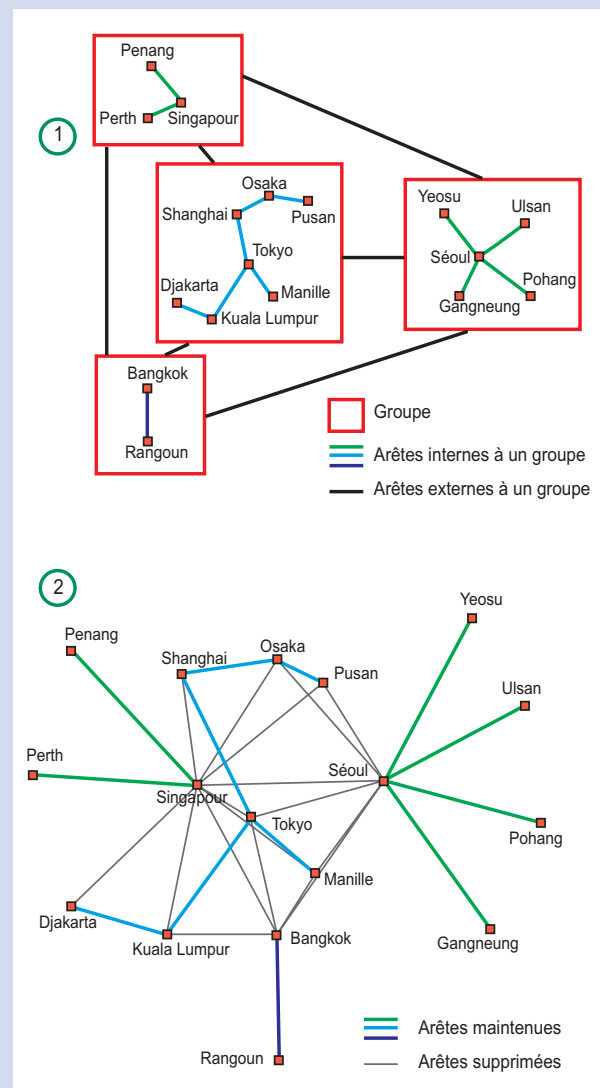 Penang
Perth
Singapour
1
Osaka
Shanghai
Pusan
Tokyo
Djakarta
Manille
Kuala Lumpur
Yeosu
Ulsan
Séoul
Pohang
Gangneung
Bangkok
Rangoun
Groupe
Arêtes internes à un groupe
Arêtes externes à un groupe
2
Yeosu
Penang
Shanghai
Osaka
Pusan
Ulsan
Perth
Séoul
Singapour
Tokyo
Pohang
Manille
Djakarta
Kuala Lumpur
Bangkok
Gangneung
Rangoun
Arêtes maintenues
Arêtes supprimées